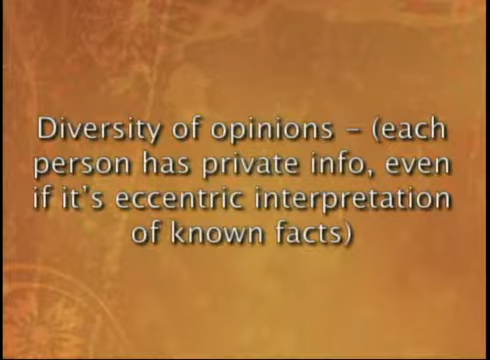 Diversity of opinions – (each
person has private info, even
if it's eccentric interpretation
of known facts)